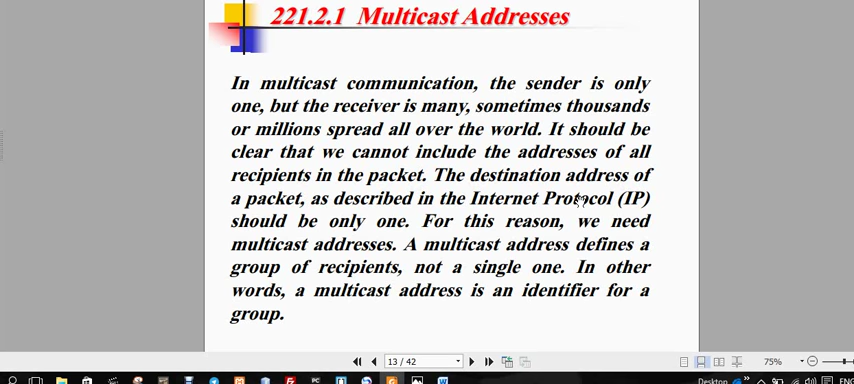 221.2.1 Multicast Addresses
In multicast communication, the sender is only
one, but the receiver is many, sometimes thousands
or millions spread all over the world. It should be
clear that we cannot include the addresses of all
recipients in the packet. The destination address of
a packet, as described in the Internet Protocol (IP)
should be only one. For this reason, we need
multicast addresses. A multicast address defines a
group of recipients, not a single one. In other
words, a multicast address is an identifier for a
group.
13 / 42
75%
Desktop
ENG